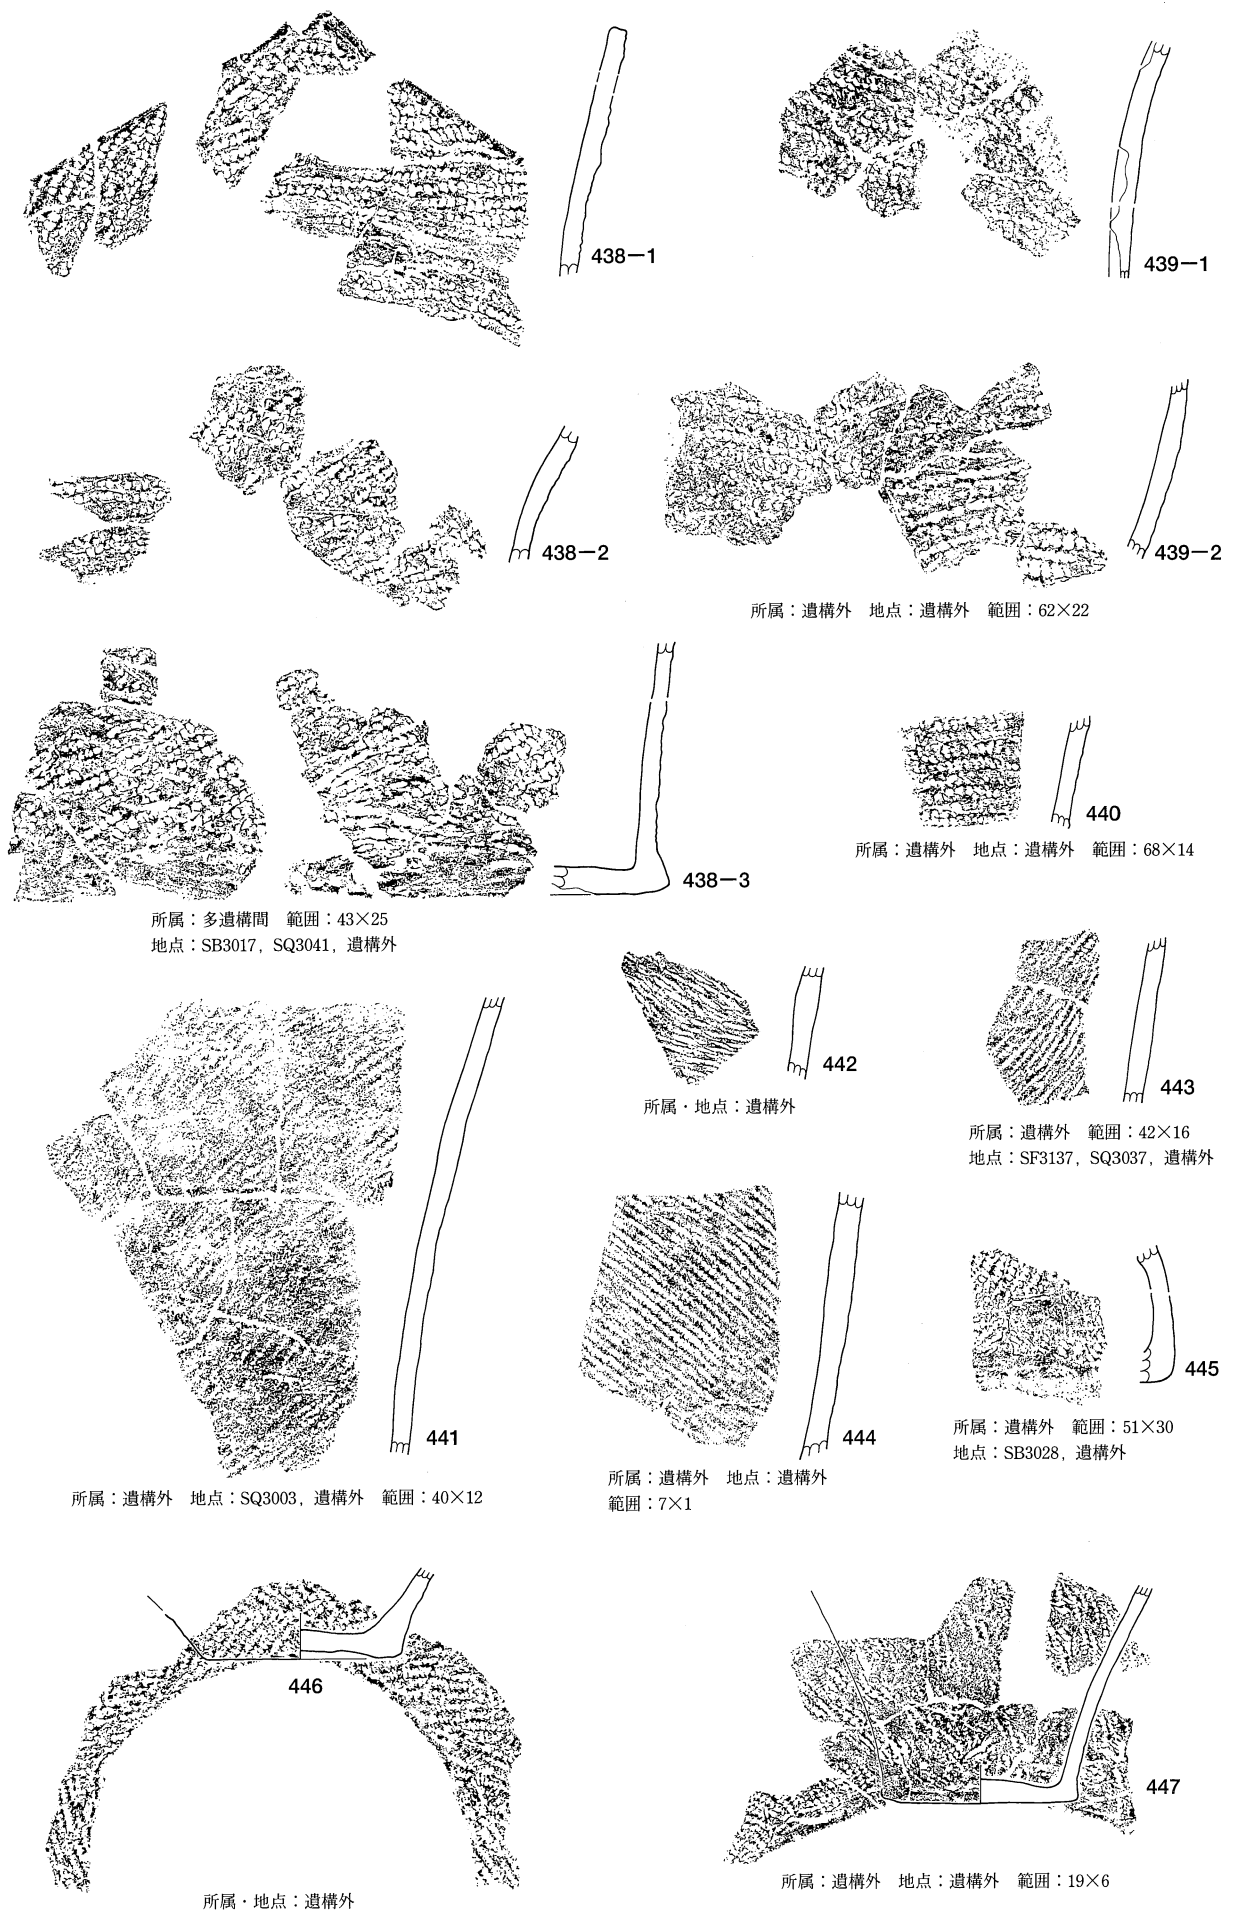 438—1
439—1
438—2
439—2
所属：遺構外　地点：遺構外　範囲：62×22
438—3
所属：多遺構間　範囲：43×25
地点：SB3017，SQ3041，遺構外
440
所属：遺構外　地点：遺構外　範囲：68×14
442
所属・地点：遺構外
443
所属：遺構外　範囲：42×16
地点：SF3137，SQ3037，遺構外
441
所属：遺構外　地点：SQ3003，遺構外　範囲：40×12
444
所属：遺構外　地点：遺構外
範囲：7×1
445
所属：遺構外　範囲：51×30
地点：SB3028，遺構外
446
所属・地点：遺構外
447
所属：遺構外　地点：遺構外　範囲：19×6